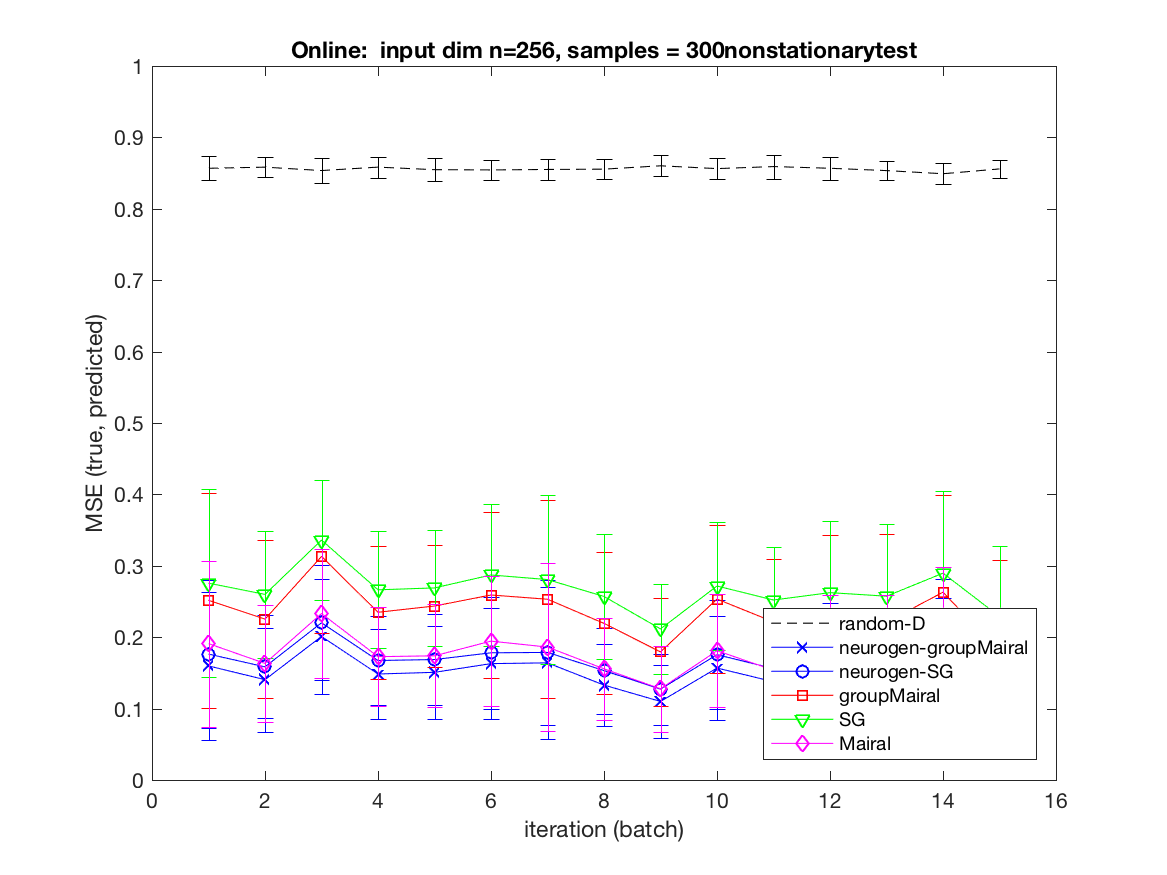 Online:  input dim n=256, samples = 300nonstationarytest
1
0.9
0.8
0.7
0.6
0.5
0.4
0.3
0.2
0.1
0
MSE (true, predicted)
random-D
neurogen-groupMairal
neurogen-SG
groupMairal
SG
Mairal
0 2 4 6 8 10 12 14 16
iteration (batch)